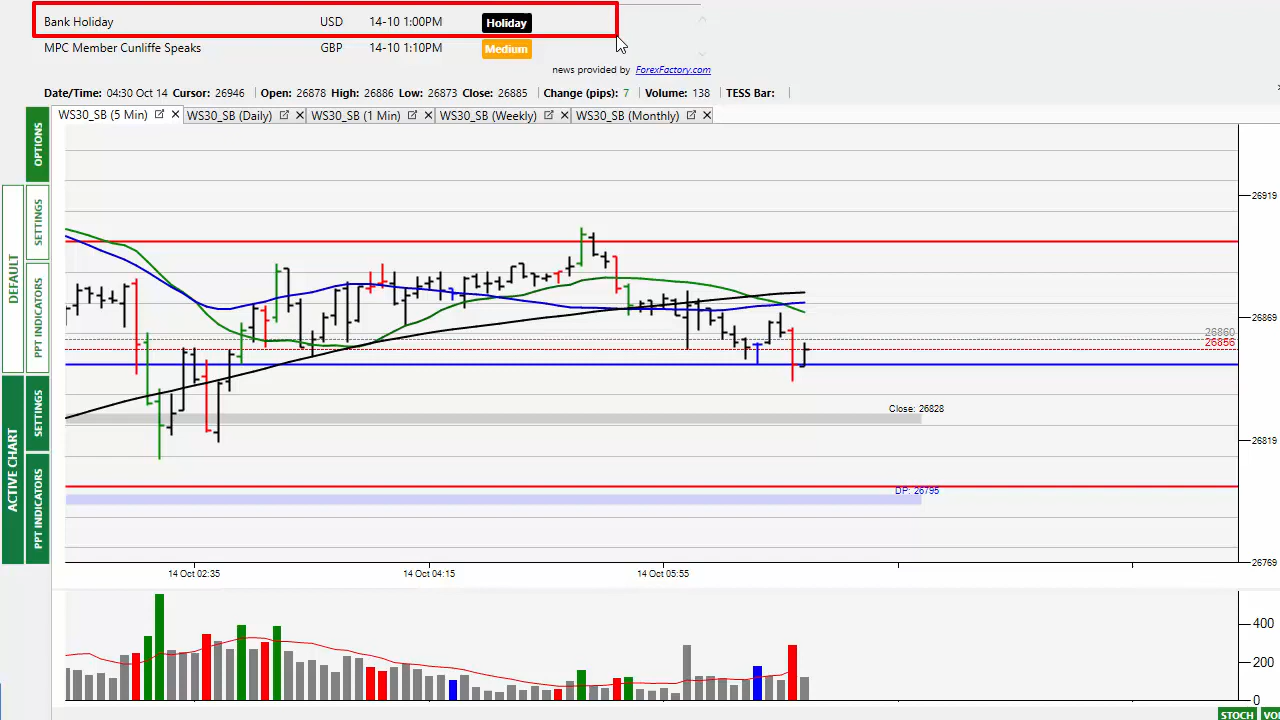 Bank Holiday USD 14-10 1:00PM Holiday
MPC Member Cunliffe Speaks GBP 14-10 1:10PM Medium
news provided by ForexFactory.com
Date/Time: 04:30 Oct 14 Cursor: 26946 Open: 26878 High: 26886 Low: 26873 Close: 26885 Change (pips): 7 Volume: 138 TESS Bar:
WS30_SB (5 Min) WS30_SB (Daily) WS30_SB (1 Min) WS30_SB (Weekly) WS30_SB (Monthly)
OPTIONS
DEFAULT
SETTINGS
PPT INDICATORS
ACTIVE CHART
SETTINGS
PPT INDICATORS
26919
26869
26860
26856
Close: 26828
26819
DP: 26795
26769
14 Oct 02:35 14 Oct 04:15 14 Oct 05:55
400
200
0
STOCH